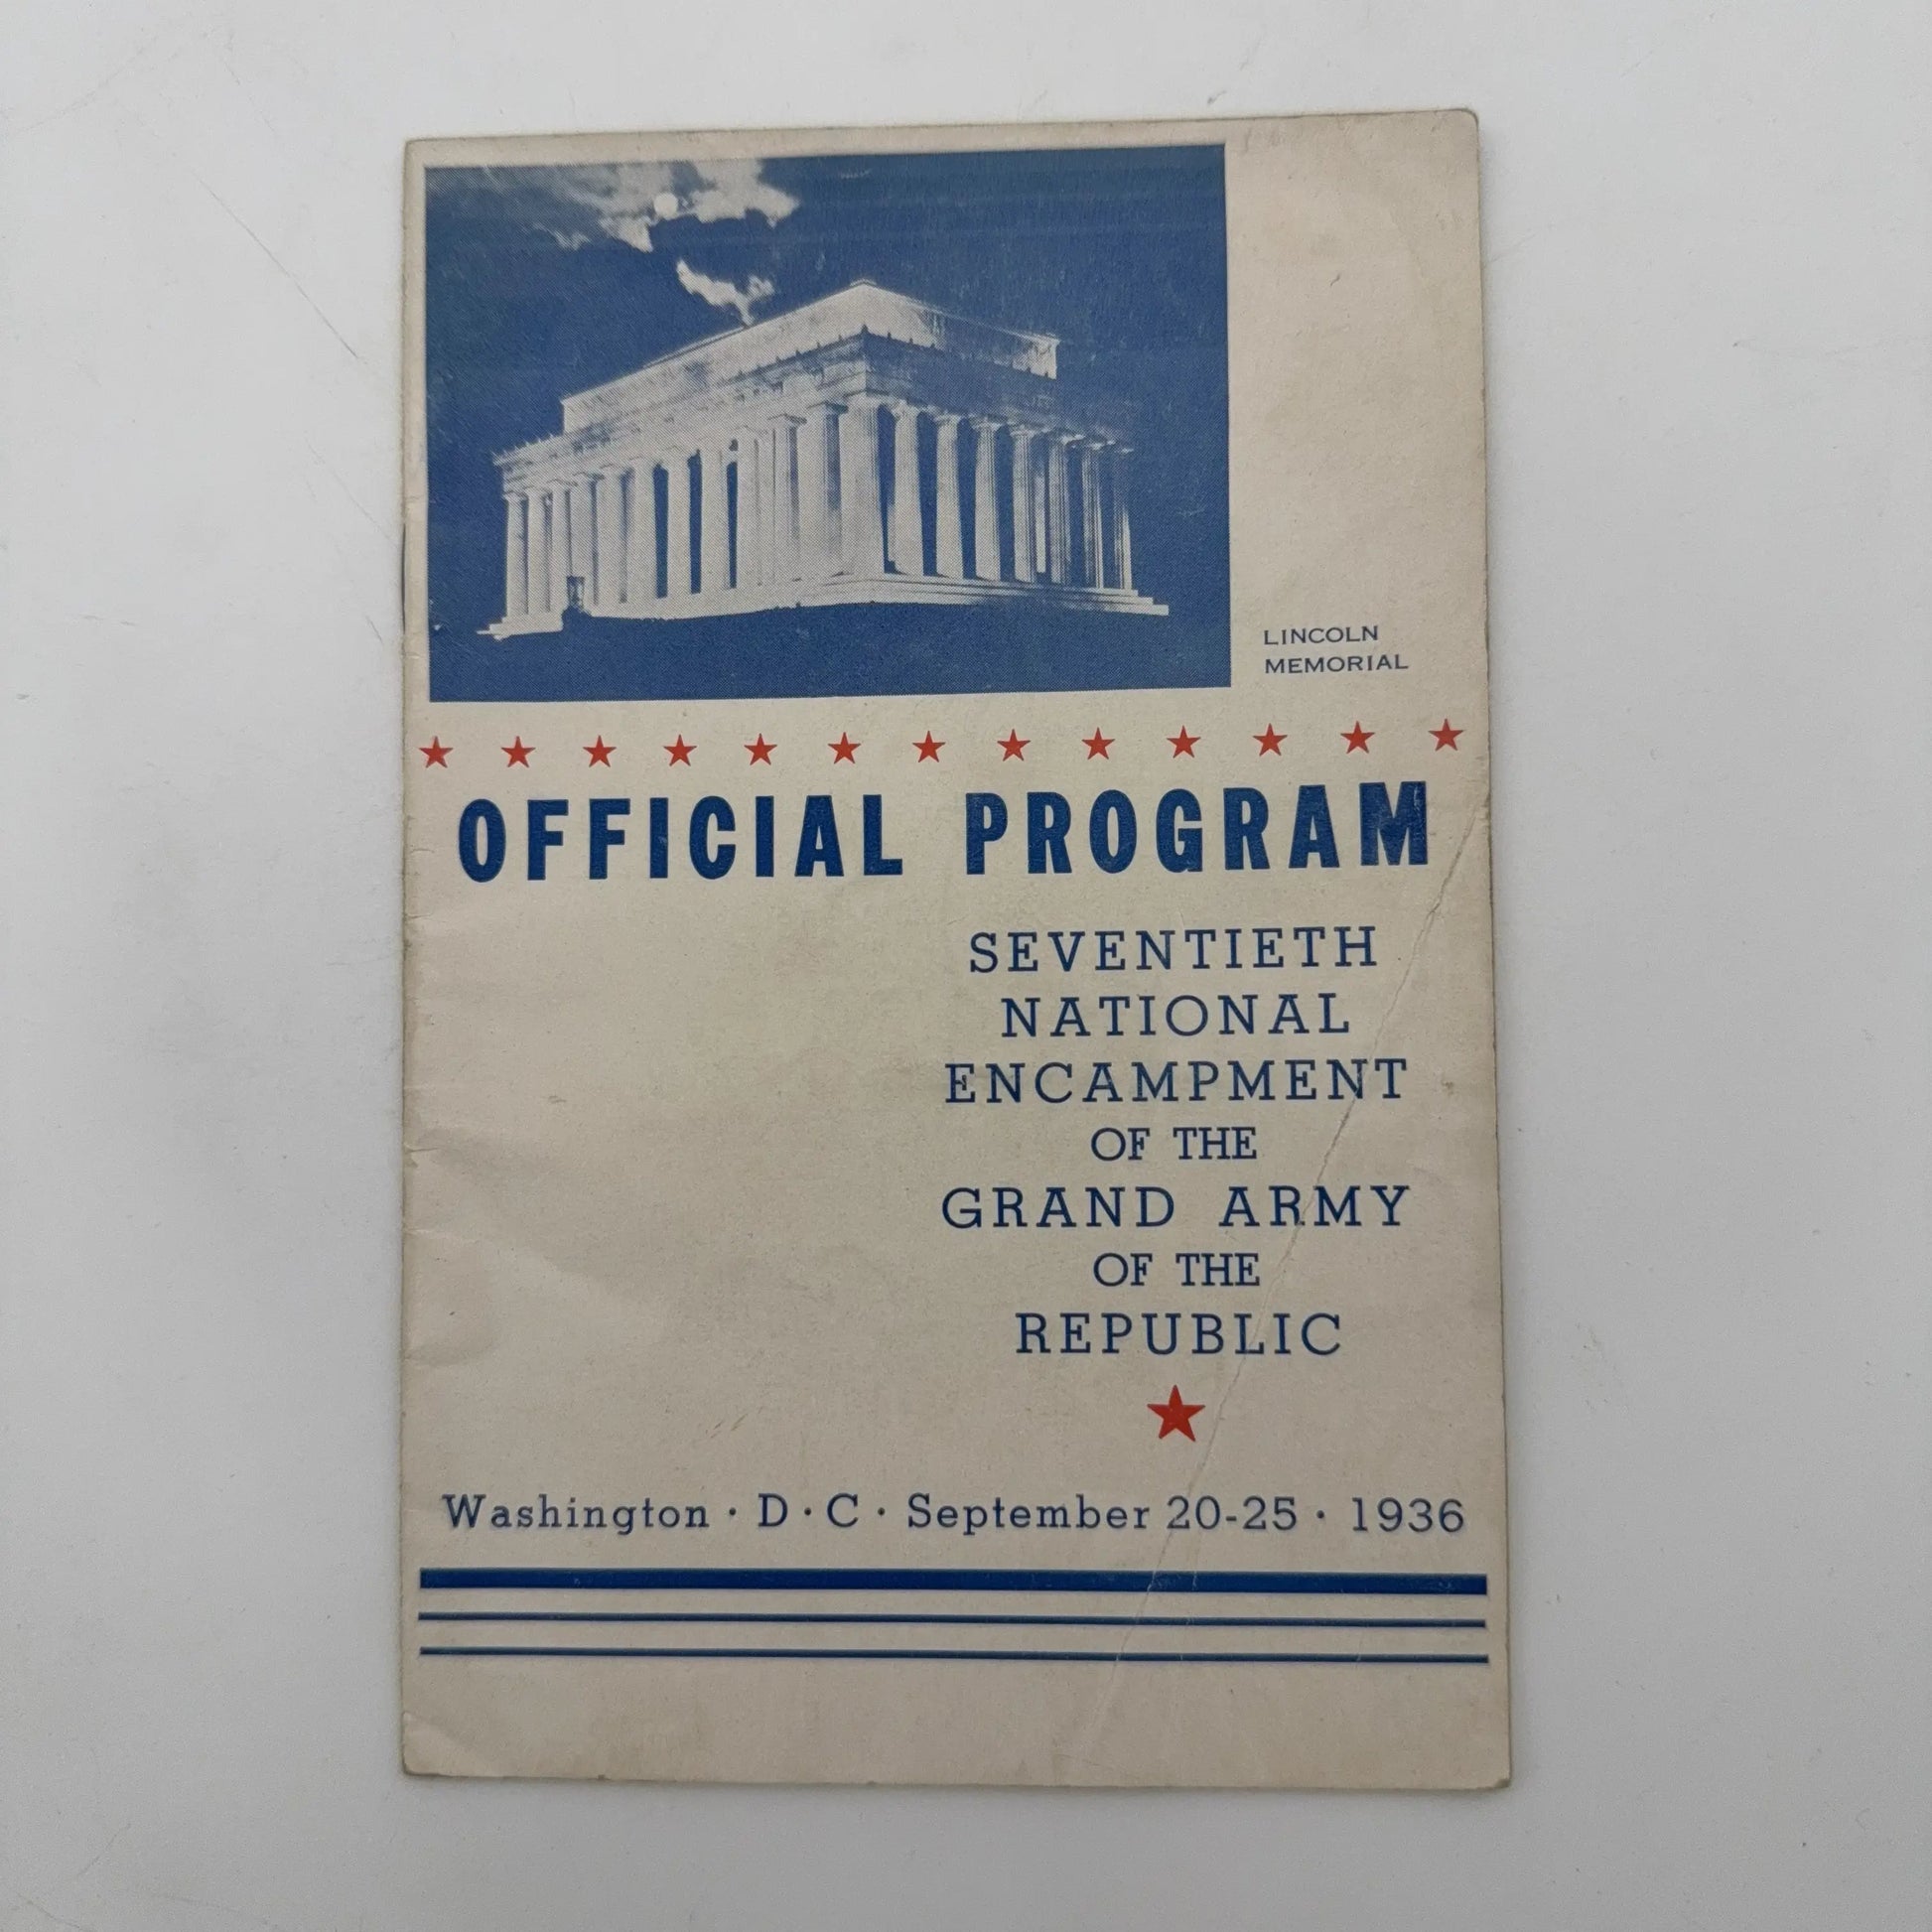 LINCOLN
MEMORIAL
OFFICIAL PROGRAM
SEVENTIETH
NATIONAL
ENCAMPMENT
OF THE
GRAND ARMY
OF THE
REPUBLIC
Washington · D · C · September 20-25 · 1936